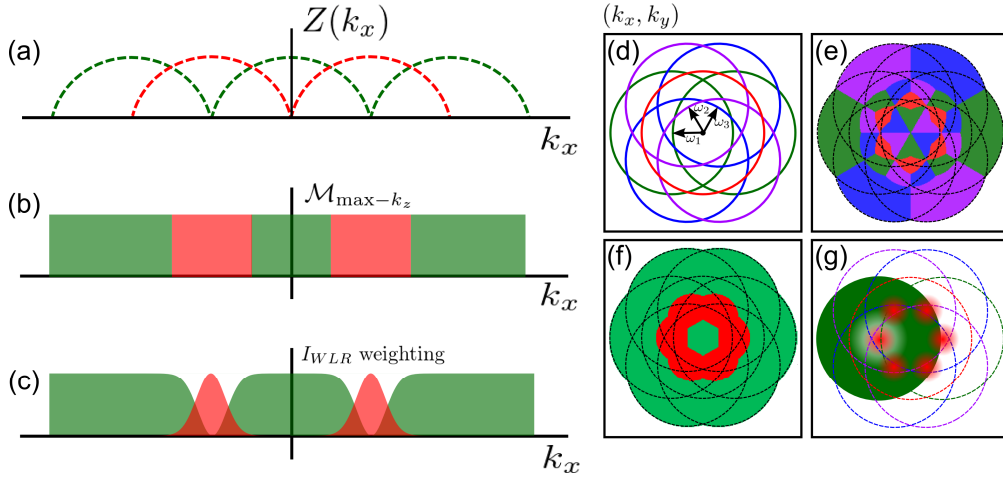 (a)
Z(k_x)
k_x
(b)
\mathcal{M}_{\max-k_z}
k_x
(c)
I_{WLR} weighting
k_x
(k_x, k_y)
(d)
ω_1
ω_2
ω_3
(e)
(f)
(g)